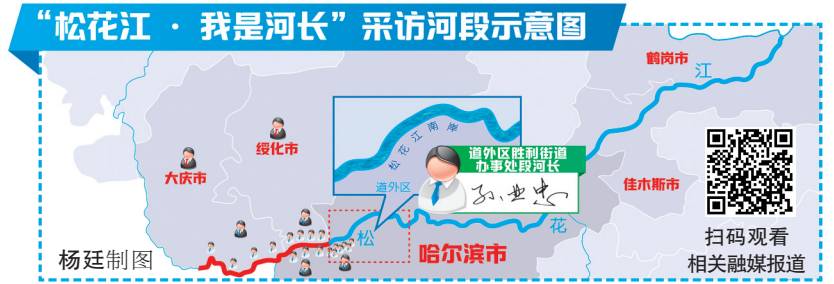 “松花江 · 我是河长”采访河段示意图
鹤岗市
江
绥化市
大庆市
松花江南岸
道外区
道外区胜利街道
办事处段河长
孙业忠
佳木斯市
松
花
哈尔滨市
杨廷制图
扫码观看
相关融媒报道